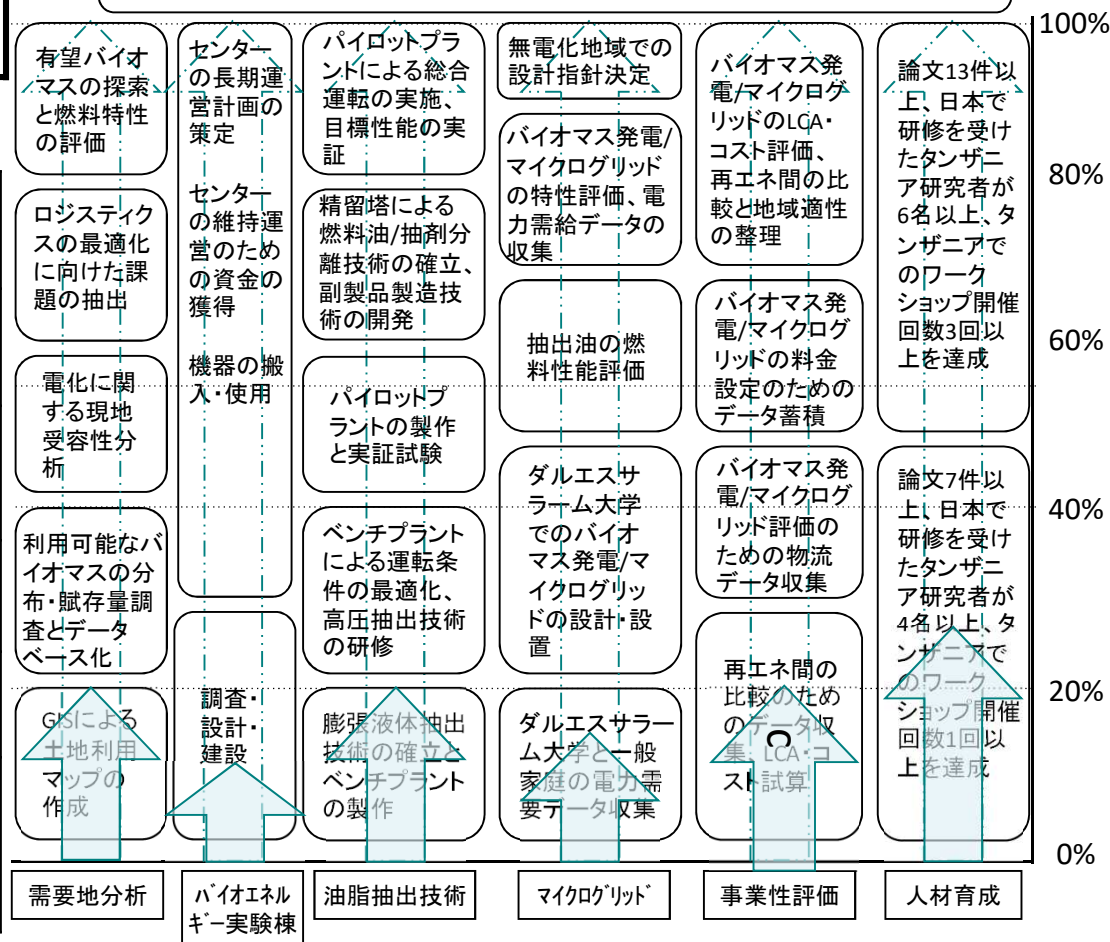 有望バイオ
マスの探索
と燃料特性
の評価
ロジスティク
スの最適化
に向けた課
題の抽出
電化に関
する現地
受容性分
析
利用可能なバ
イオマスの分
布・賦存量調
査とデータ
ベース化
GISによる
土地利用
マップの
作成
需要地分析
センター
の長期運
営計画の
策定
センター
の維持運
営のため
の資金の
獲得
機器の搬
入・使用
調査・
設計・
建設
バイオエネル
ギー実験棟
パイロットプラ
ントによる総合
運転の実施、
目標性能の実
証
精留塔による
燃料油/抽剤分
離技術の確立、
副製品製造技
術の開発
パイロットプ
ラントの製作
と実証試験
ベンチプラント
による運転条
件の最適化、
高圧抽出技術
の研修
膨張液体抽出
技術の確立と
ベンチプラント
の製作
油脂抽出技術
無電化地域での
設計指針決定
バイオマス発電/
マイクログリッド
の特性評価、電
力需給データの
収集
抽出油の燃
料性能評価
ダルエスサ
ラーム大学
でのバイオ
マス発電/マ
イクログリッ
ドの設計・設
置
ダルエスサラー
ム大学と一般
家庭の電力需
要データ収集
マイクログリッド
バイオマス発
電/マイクログ
リッドのLCA・
コスト評価、
再エネ間の比
較と地域適性
の整理
バイオマス発
電/マイクログ
リッドの料金
設定のための
データ蓄積
バイオマス発
電/マイクログ
リッド評価の
ための物流
データ収集
再エネ間の
比較のため
のデータ収
集、LCA・コ
スト試算
C
事業性評価
論文13件以
上、日本で
研修を受け
たタンザニ
ア研究者が
6名以上、タ
ンザニアで
のワーク
ショップ開催
回数3回以
上を達成
論文7件以
上、日本で
研修を受け
たタンザニ
ア研究者が
4名以上、タ
ンザニアで
のワーク
ショップ開催
回数1回以
上を達成
人材育成
100%
80%
60%
40%
20%
0%